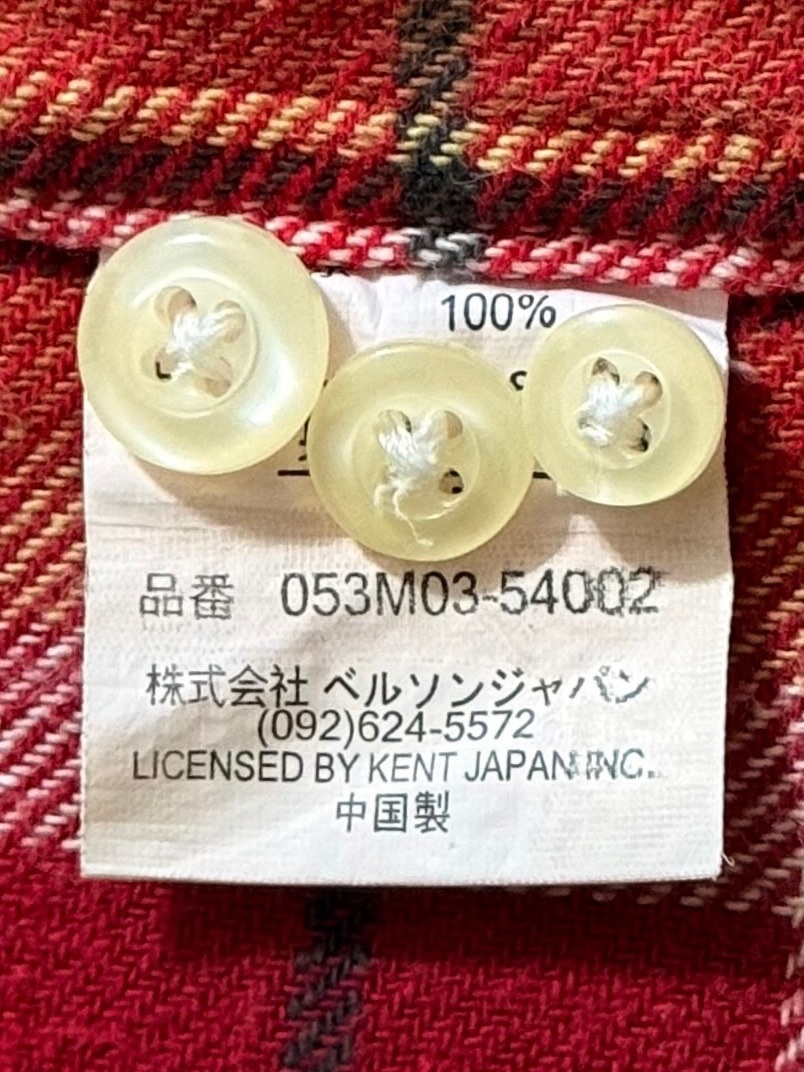 100%
品番 053M03-54002
株式会社 ベルソンジャパン
(092)624-5572
LICENSED BY KENT JAPAN INC.
中国製